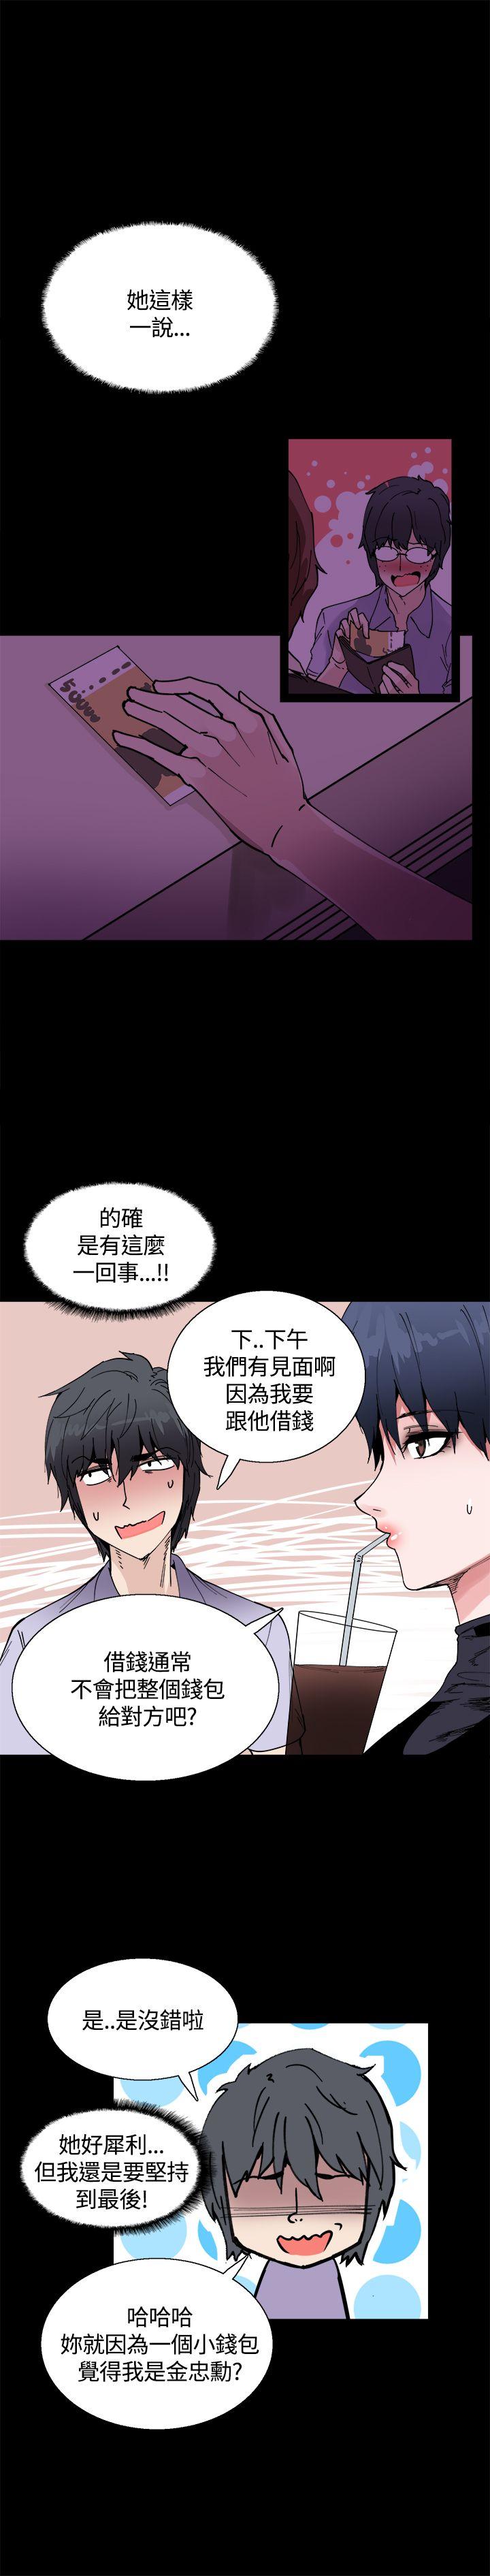 她這樣
一說...
50000
的確
是有這麼
一回事...!!
下..下午
我們有見面啊
因為我要
跟他借錢
借錢通常
不會把整個錢包
給對方吧?
是..是沒錯啦
她好犀利...
但我還是要堅持
到最後!
哈哈哈
妳就因為一個小錢包
覺得我是金忠勳?